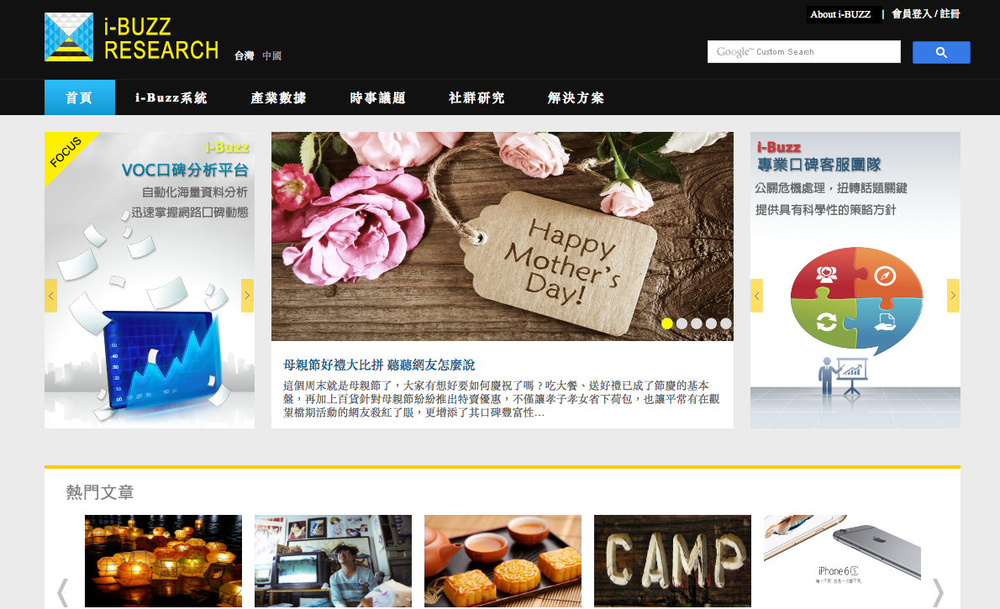 i-BUZZ
RESEARCH
台灣 中國
About i-BUZZ | 會員登入 / 註冊
Google™ Custom Search
首頁 i-Buzz系統 產業數據 時事議題 社群研究 解決方案
FOCUS
i-Buzz
VOC口碑分析平台
自動化海量資料分析
迅速掌握網路口碑動態
Happy
Mother's
Day!
母親節好禮大比拼 聽聽網友怎麼說
這個周末就是母親節了，大家有想好要如何慶祝了嗎？吃大餐、送好禮已成了節慶的基本
盤，再加上百貨針對母親節紛紛推出特賣優惠，不僅讓孝子孝女省下荷包，也讓平常有在觀
望檔期活動的網友殺紅了眼，更增添了其口碑豐富性...
i-Buzz
專業口碑客服團隊
公關危機處理，扭轉話題關鍵
提供具有科學性的策略方針
熱門文章
CAMP
iPhone 6S